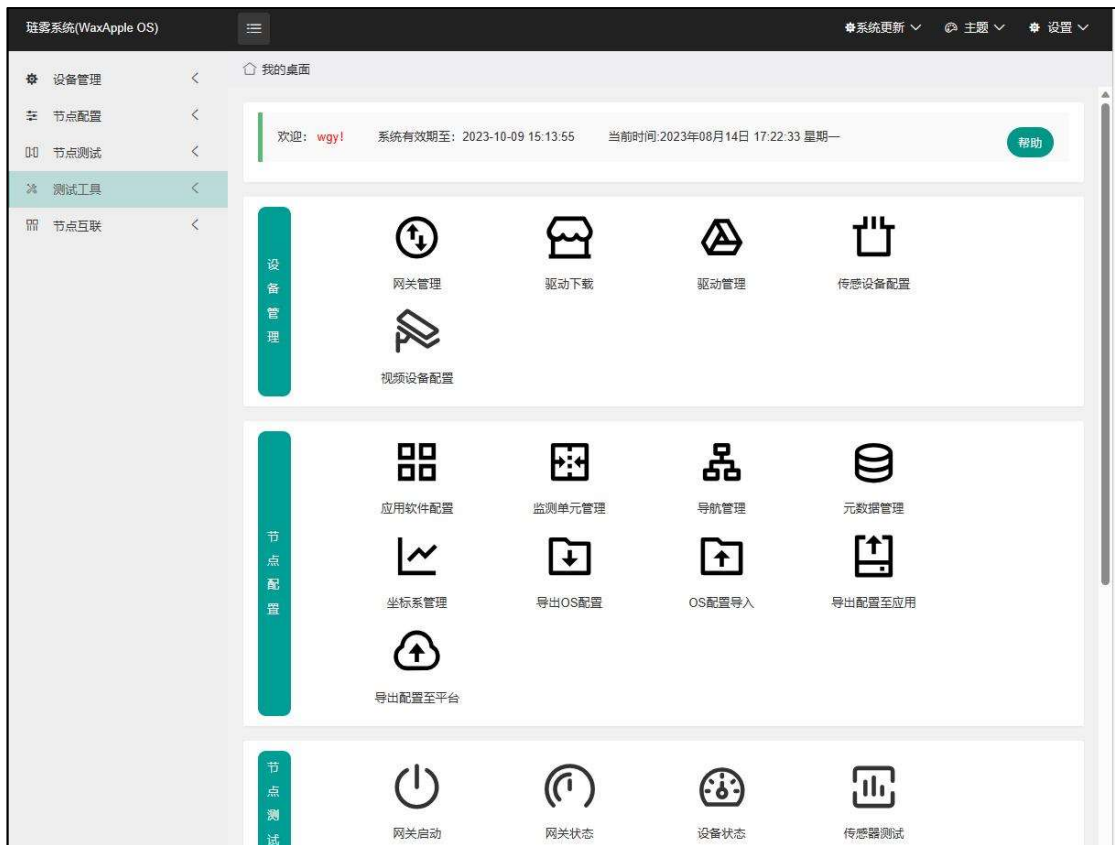 琏雾系统(WaxApple OS)
系统更新 主题 设置
设备管理
节点配置
节点测试
测试工具
节点互联
我的桌面
欢迎: wgy! 系统有效期至: 2023-10-09 15:13:55 当前时间:2023年08月14日 17:22:33 星期一
帮助
设备管理
网关管理 驱动下载 驱动管理 传感设备配置
视频设备配置
节点配置
应用软件配置 监测单元管理 导航管理 元数据管理
坐标系管理 导出OS配置 OS配置导入 导出配置至应用
导出配置至平台
节点测试
网关启动 网关状态 设备状态 传感器测试